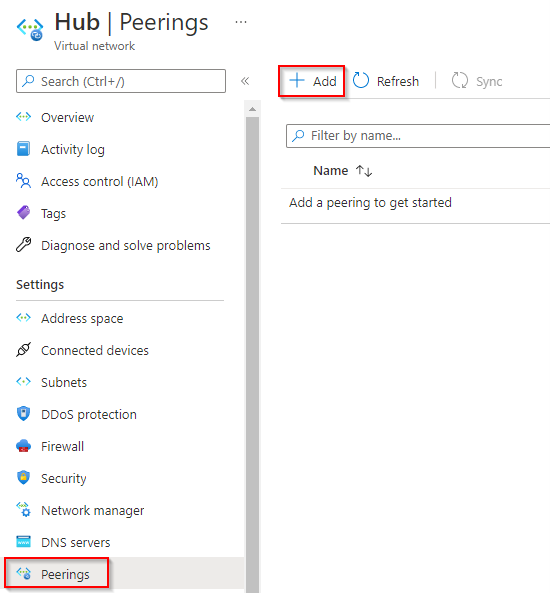 Hub | Peerings ...
Virtual network
Search (Ctrl+/)
«
Overview
Activity log
Access control (IAM)
Tags
Diagnose and solve problems
Settings
Address space
Connected devices
Subnets
DDoS protection
Firewall
Security
Network manager
DNS servers
Peerings
+ Add
Refresh
Sync
Filter by name...
Name ↑↓
Add a peering to get started